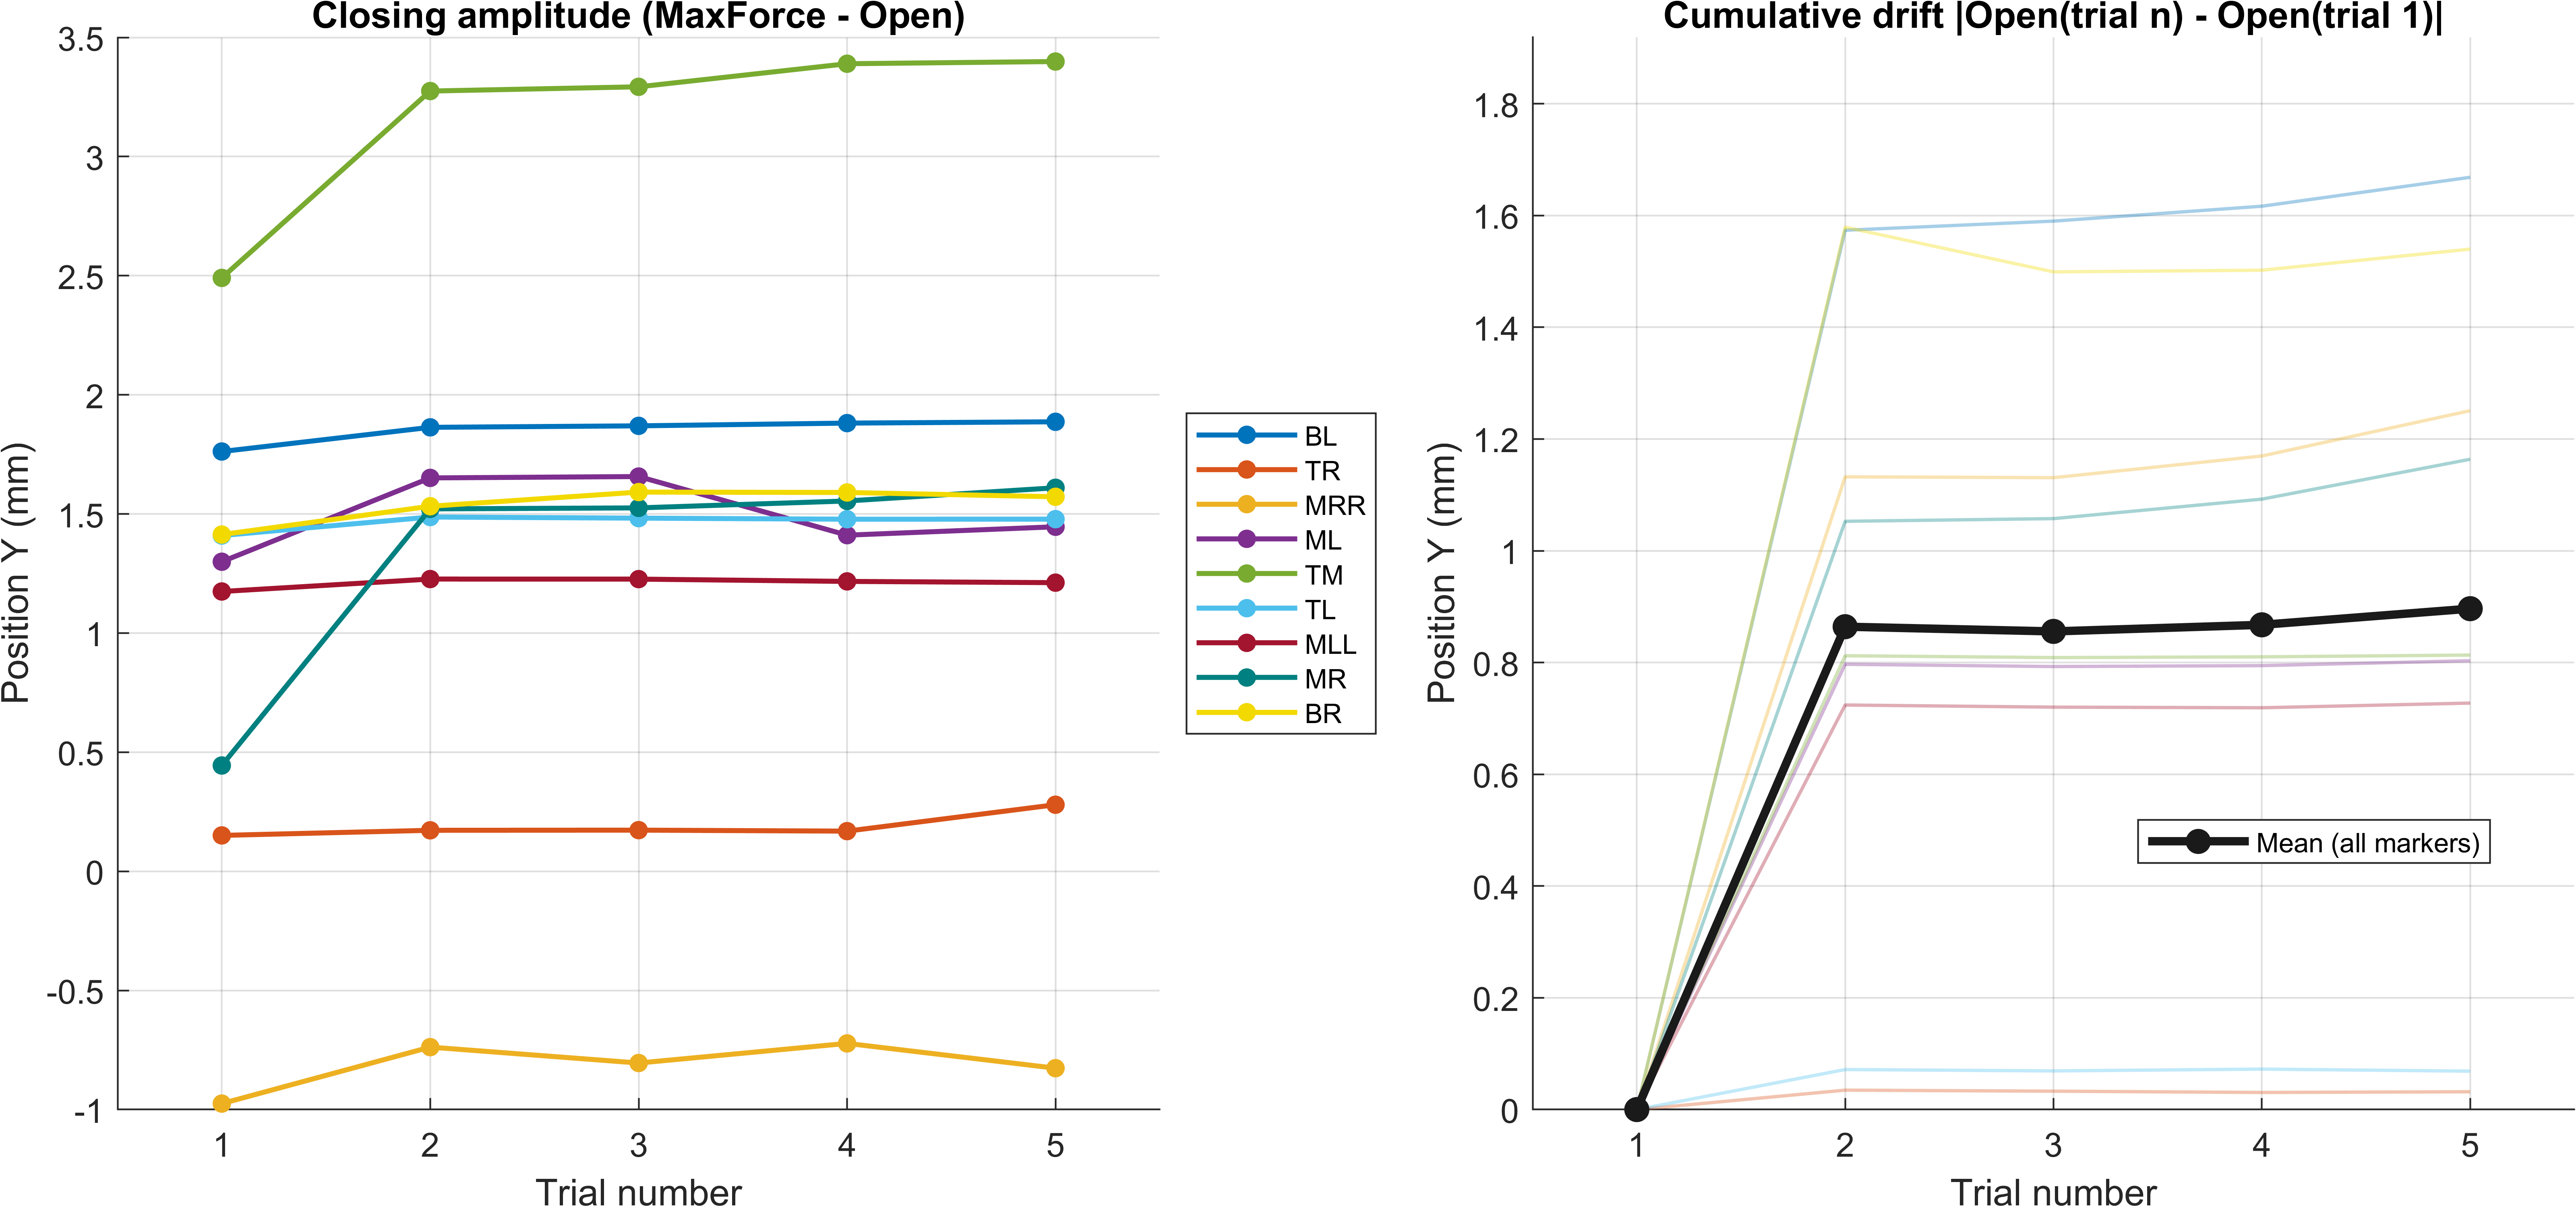 Closing amplitude (MaxForce - Open)
3.5
3
2.5
2
1.5
1
0.5
0
-0.5
-1
Position Y (mm)
1 2 3 4 5
Trial number
BL
TR
MRR
ML
TM
TL
MLL
MR
BR
Cumulative drift |Open(trial n) - Open(trial 1)|
1.8
1.6
1.4
1.2
1
0.8
0.6
0.4
0.2
0
Position Y (mm)
Mean (all markers)
1 2 3 4 5
Trial number